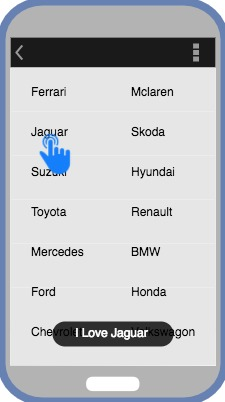 Ferrari Mclaren
Jaguar Skoda
Suzuki Hyundai
Toyota Renault
Mercedes BMW
Ford Honda
I Love Jaguar